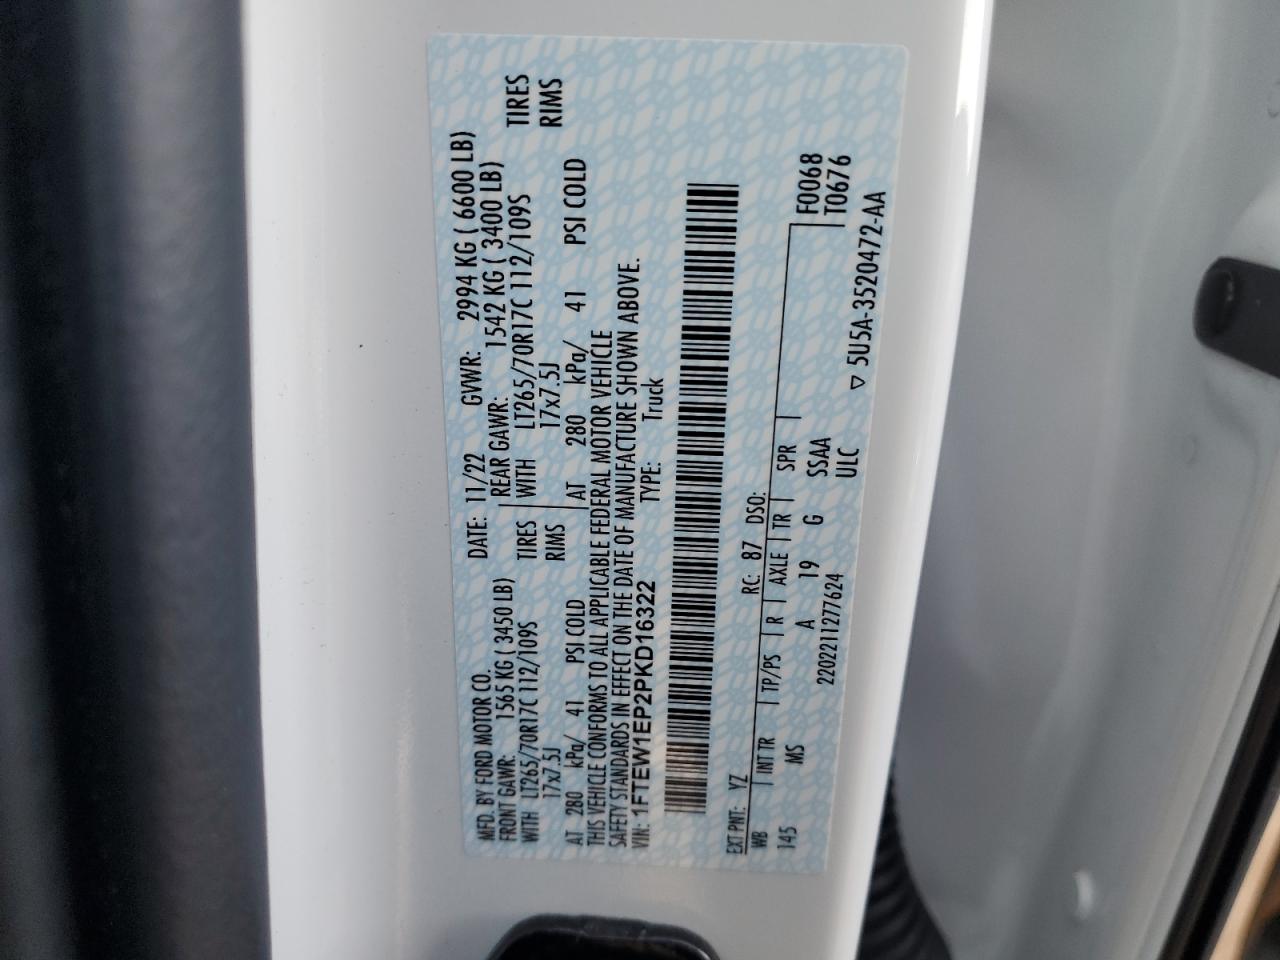 MFD. BY FORD MOTOR CO. DATE: 11/22 GVWR: 2994 KG ( 6600 LB)
FRONT GAWR: 1565 KG ( 3450 LB) REAR GAWR: 1542 KG ( 3400 LB)
WITH LT265/70R17C 112/109S TIRES WITH LT265/70R17C 112/109S TIRES
17x7.5J RIMS 17x7.5J RIMS
AT 280 kPa/ 41 PSI COLD AT 280 kPa/ 41 PSI COLD
THIS VEHICLE CONFORMS TO ALL APPLICABLE FEDERAL MOTOR VEHICLE
SAFETY STANDARDS IN EFFECT ON THE DATE OF MANUFACTURE SHOWN ABOVE.
VIN: 1FTEW1EP2PKD16322 TYPE: Truck
EXT PNT: YZ RC: 87 DSO:
WB INT TR TP/PS R AXLE TR SPR F0068
145 MS A 19 G SSAA T0676
2202211277624 ULC ▽ 5U5A-3520472-AA